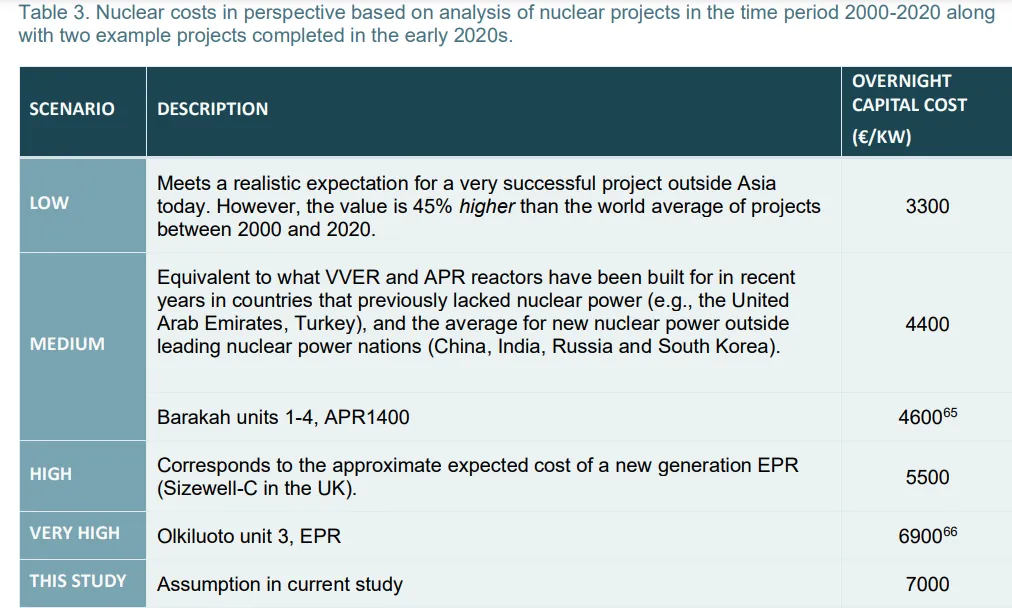 Table 3. Nuclear costs in perspective based on analysis of nuclear projects in the time period 2000-2020 along
with two example projects completed in the early 2020s.
SCENARIO
DESCRIPTION
OVERNIGHT
CAPITAL COST
(€/KW)
LOW
Meets a realistic expectation for a very successful project outside Asia
today. However, the value is 45% higher than the world average of projects
between 2000 and 2020.
3300
MEDIUM
Equivalent to what VVER and APR reactors have been built for in recent
years in countries that previously lacked nuclear power (e.g., the United
Arab Emirates, Turkey), and the average for new nuclear power outside
leading nuclear power nations (China, India, Russia and South Korea).
4400
Barakah units 1-4, APR1400
4600⁶⁵
HIGH
Corresponds to the approximate expected cost of a new generation EPR
(Sizewell-C in the UK).
5500
VERY HIGH
Olkiluoto unit 3, EPR
6900⁶⁶
THIS STUDY
Assumption in current study
7000